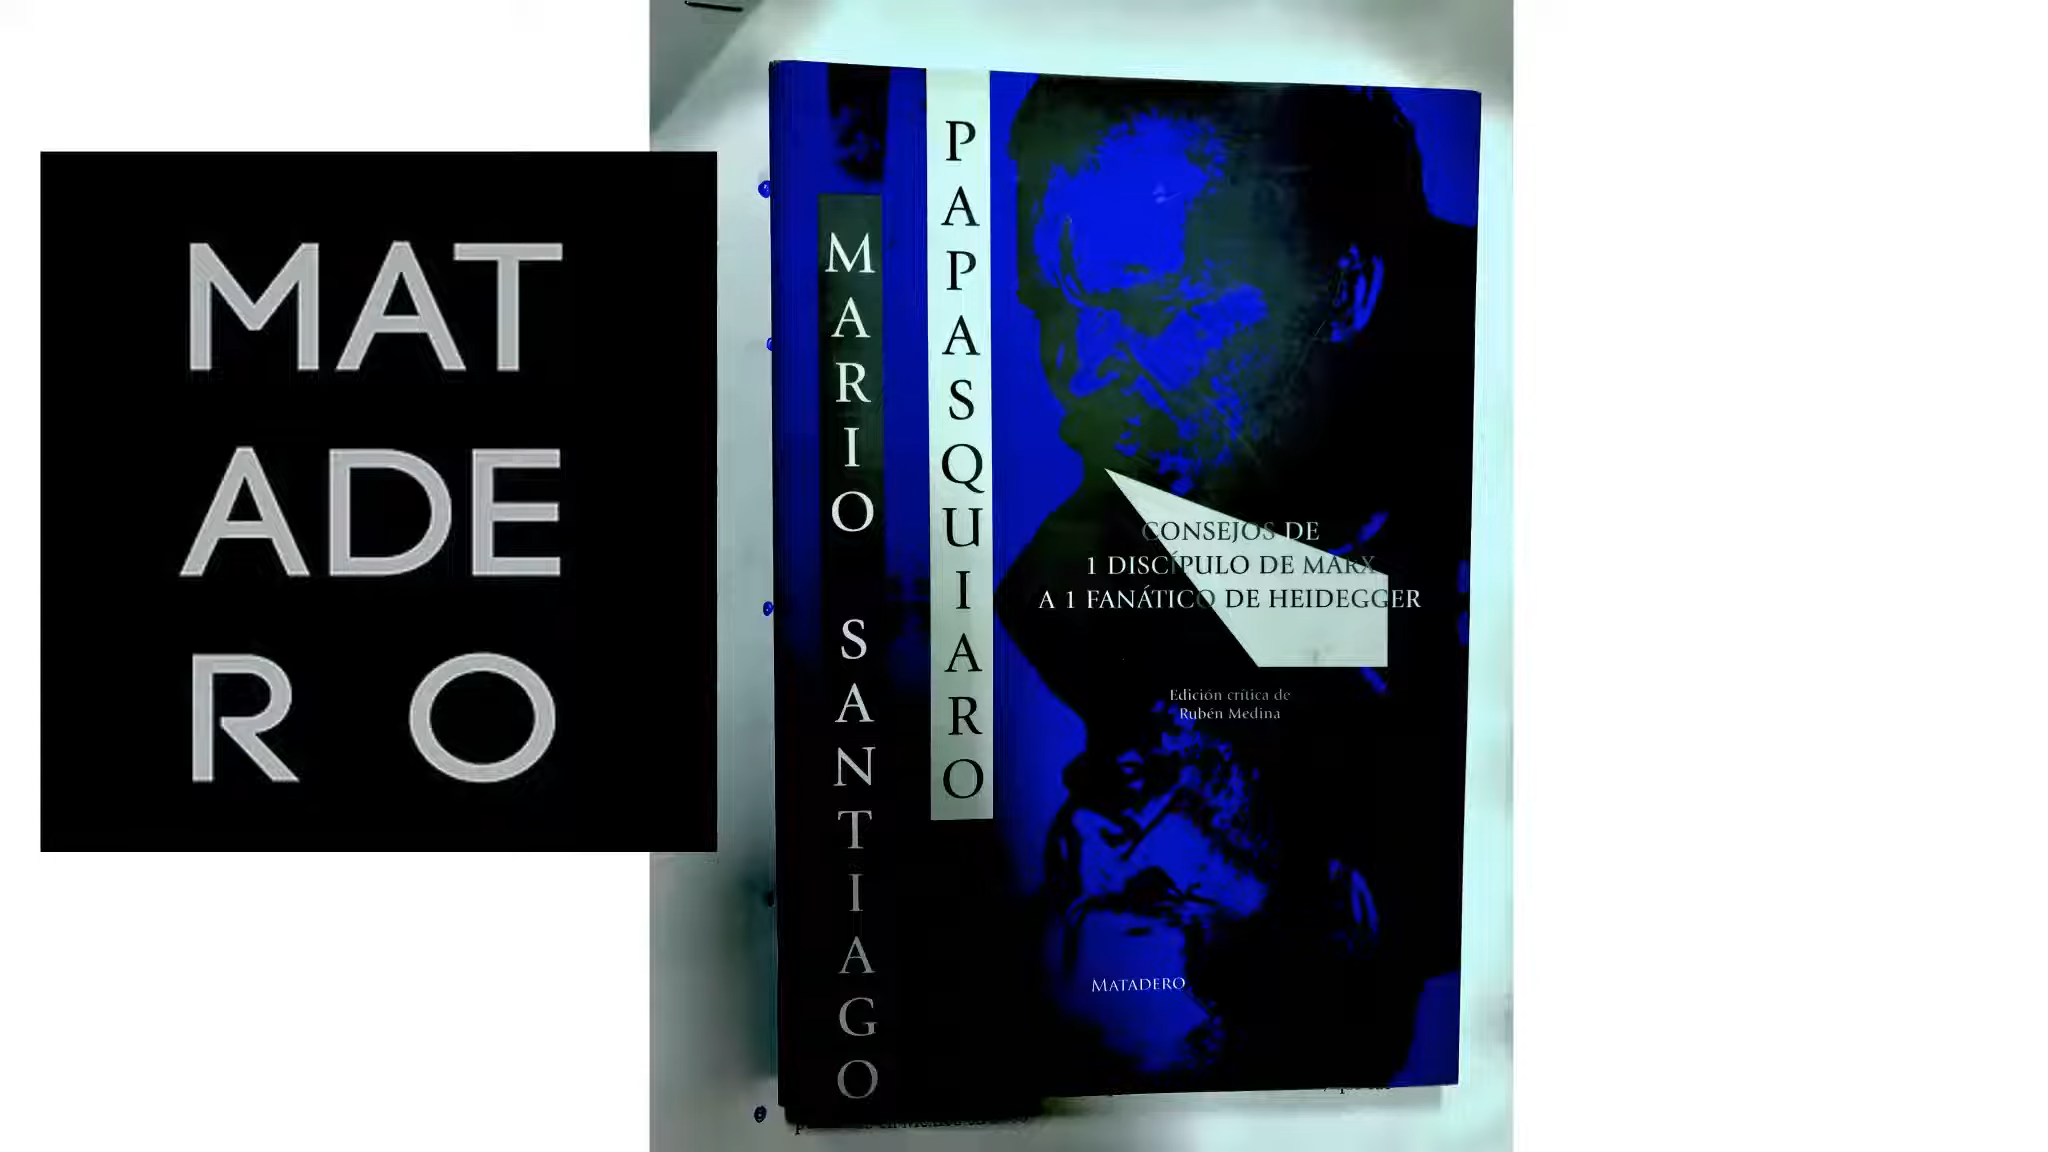 MAT
ADE
RO
MARIO SANTIAGO
PAPASQUIARO
CONSEJOS DE
1 DISCÍPULO DE MARX
A 1 FANÁTICO DE HEIDEGGER
Edición crítica de
Rubén Medina
MATADERO